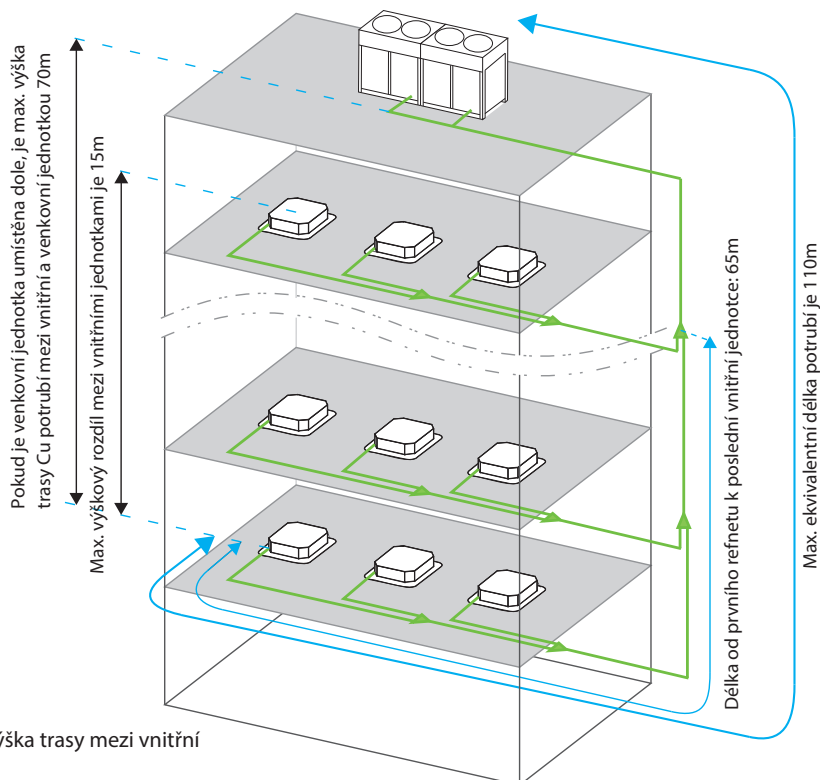 Pokud je venkovní jednotka umístěna dole, je max. výška
trasy Cu potrubí mezi vnitřní a venkovní jednotkou 70m
Max. výškový rozdíl mezi vnitřními jednotkami je 15m
Délka od prvního refnetu k poslední vnitřní jednotce: 65m
Max. ekvivalentní délka potrubí je 110m
ýška trasy mezi vnitřní